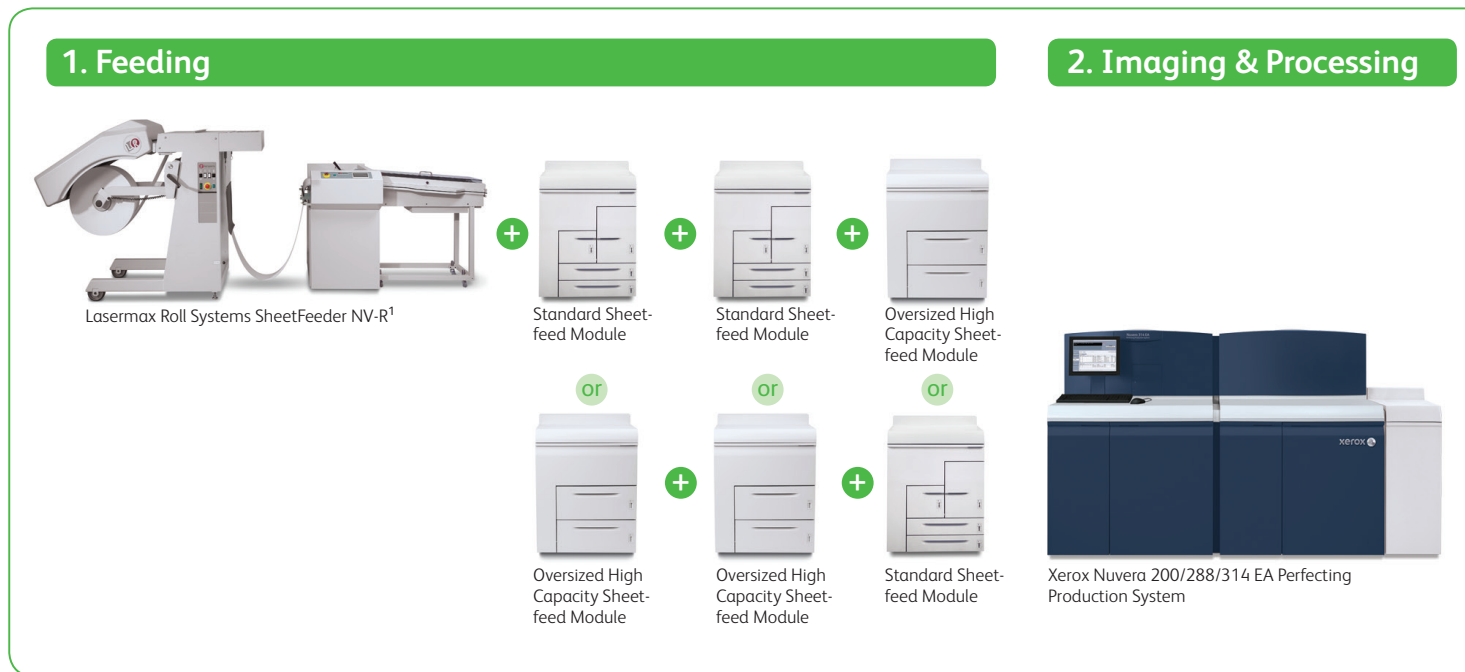 1. Feeding
2. Imaging & Processing
Lasermax Roll Systems SheetFeeder NV-R¹
+
Standard Sheet-
feed Module
+
Standard Sheet-
feed Module
+
Oversized High
Capacity Sheet-
feed Module
or
or
or
Oversized High
Capacity Sheet-
feed Module
+
Oversized High
Capacity Sheet-
feed Module
+
Standard Sheet-
feed Module
xerox
Xerox Nuvera 200/288/314 EA Perfecting
Production System